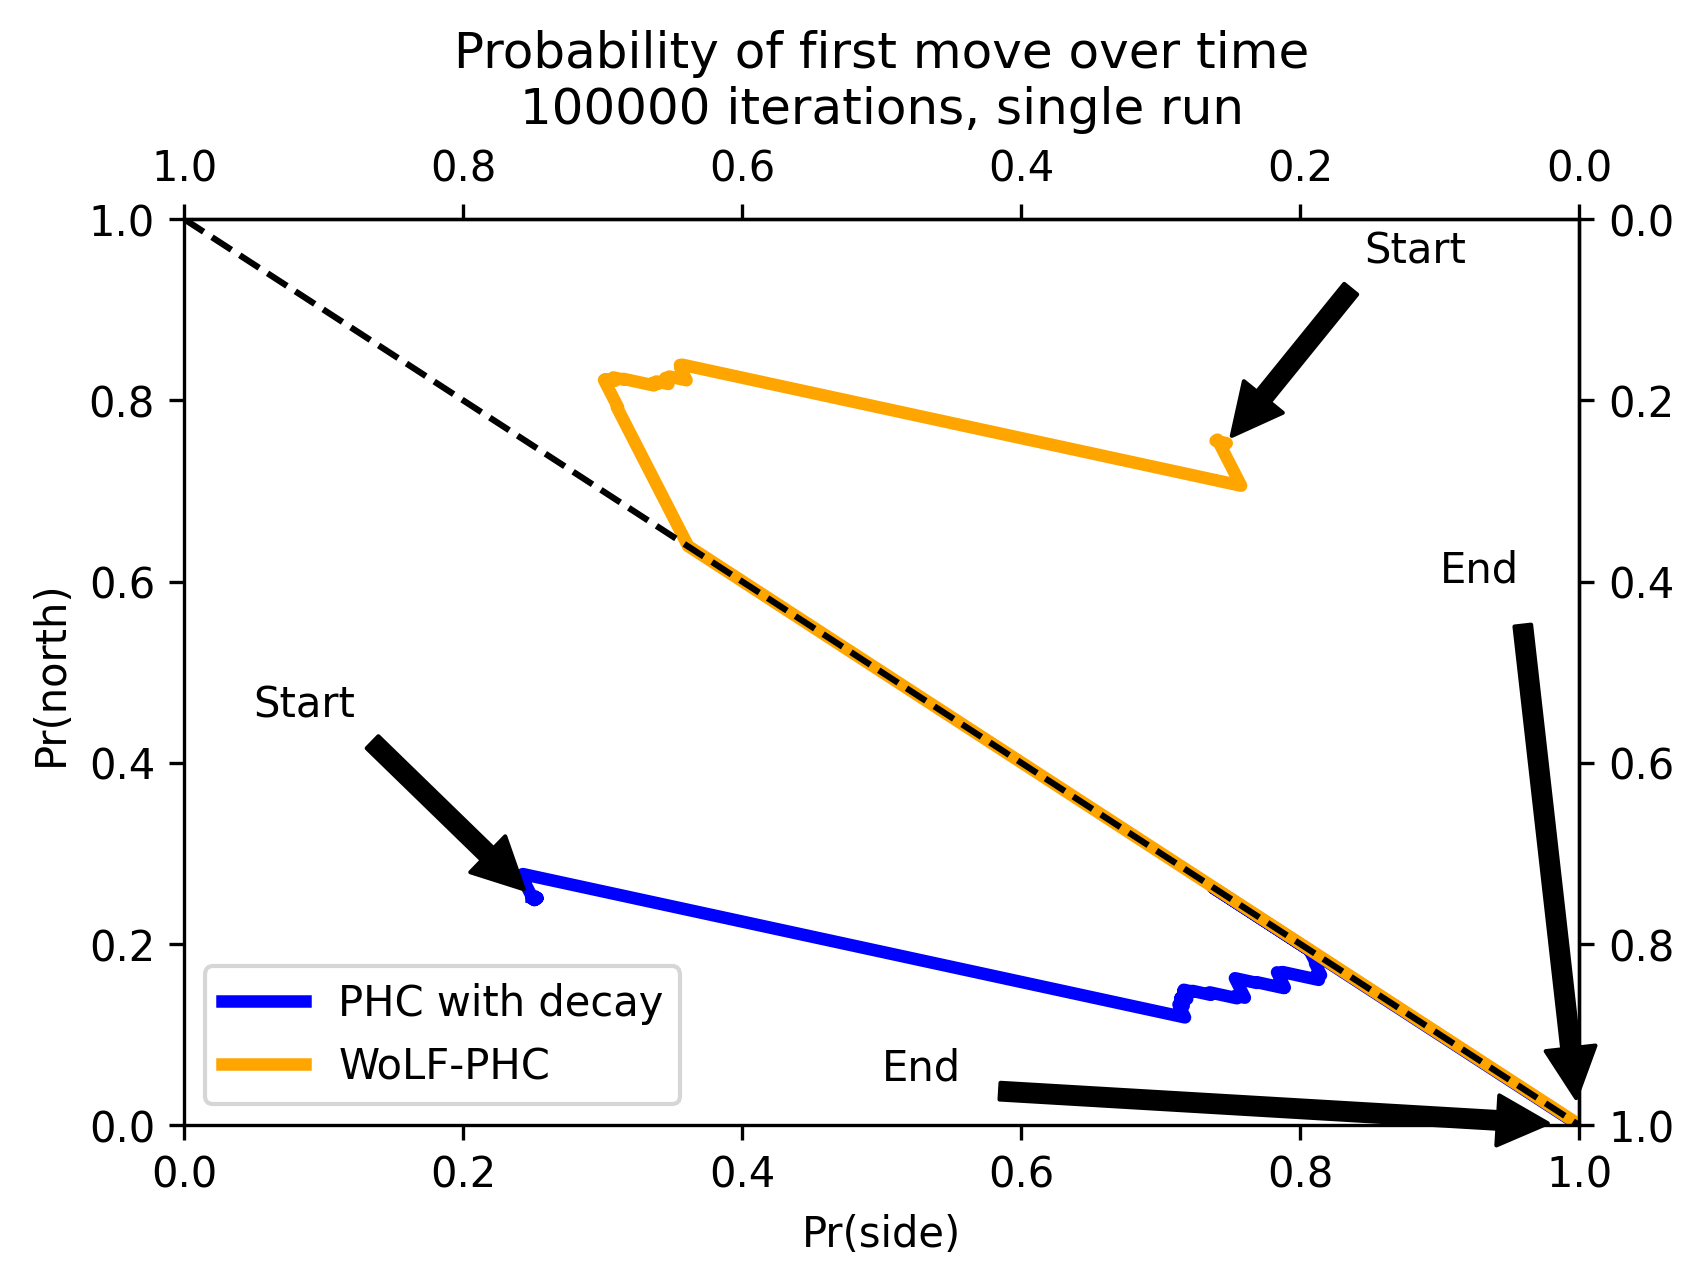 Probability of first move over time
100000 iterations, single run
1.0 0.8 0.6 0.4 0.2 0.0
1.0 0.0
Start
0.8 0.2
End
0.6 0.4
Pr(north)
Start
0.4 0.6
0.2 0.8
PHC with decay
WoLF-PHC
End
0.0 1.0
0.0 0.2 0.4 0.6 0.8 1.0
Pr(side)